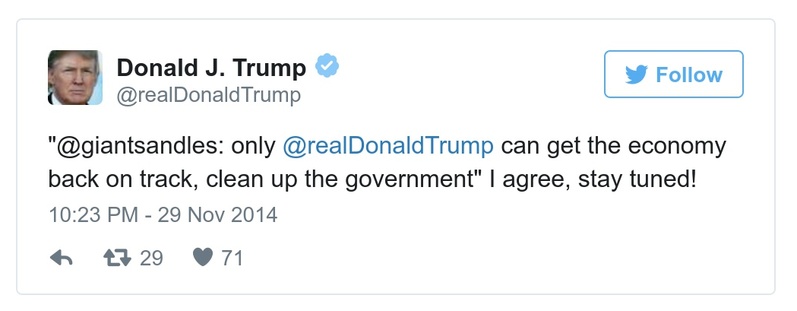 Donald J. Trump
@realDonaldTrump
Follow
"@giantsandles: only @realDonaldTrump can get the economy
back on track, clean up the government" I agree, stay tuned!
10:23 PM - 29 Nov 2014
29 71